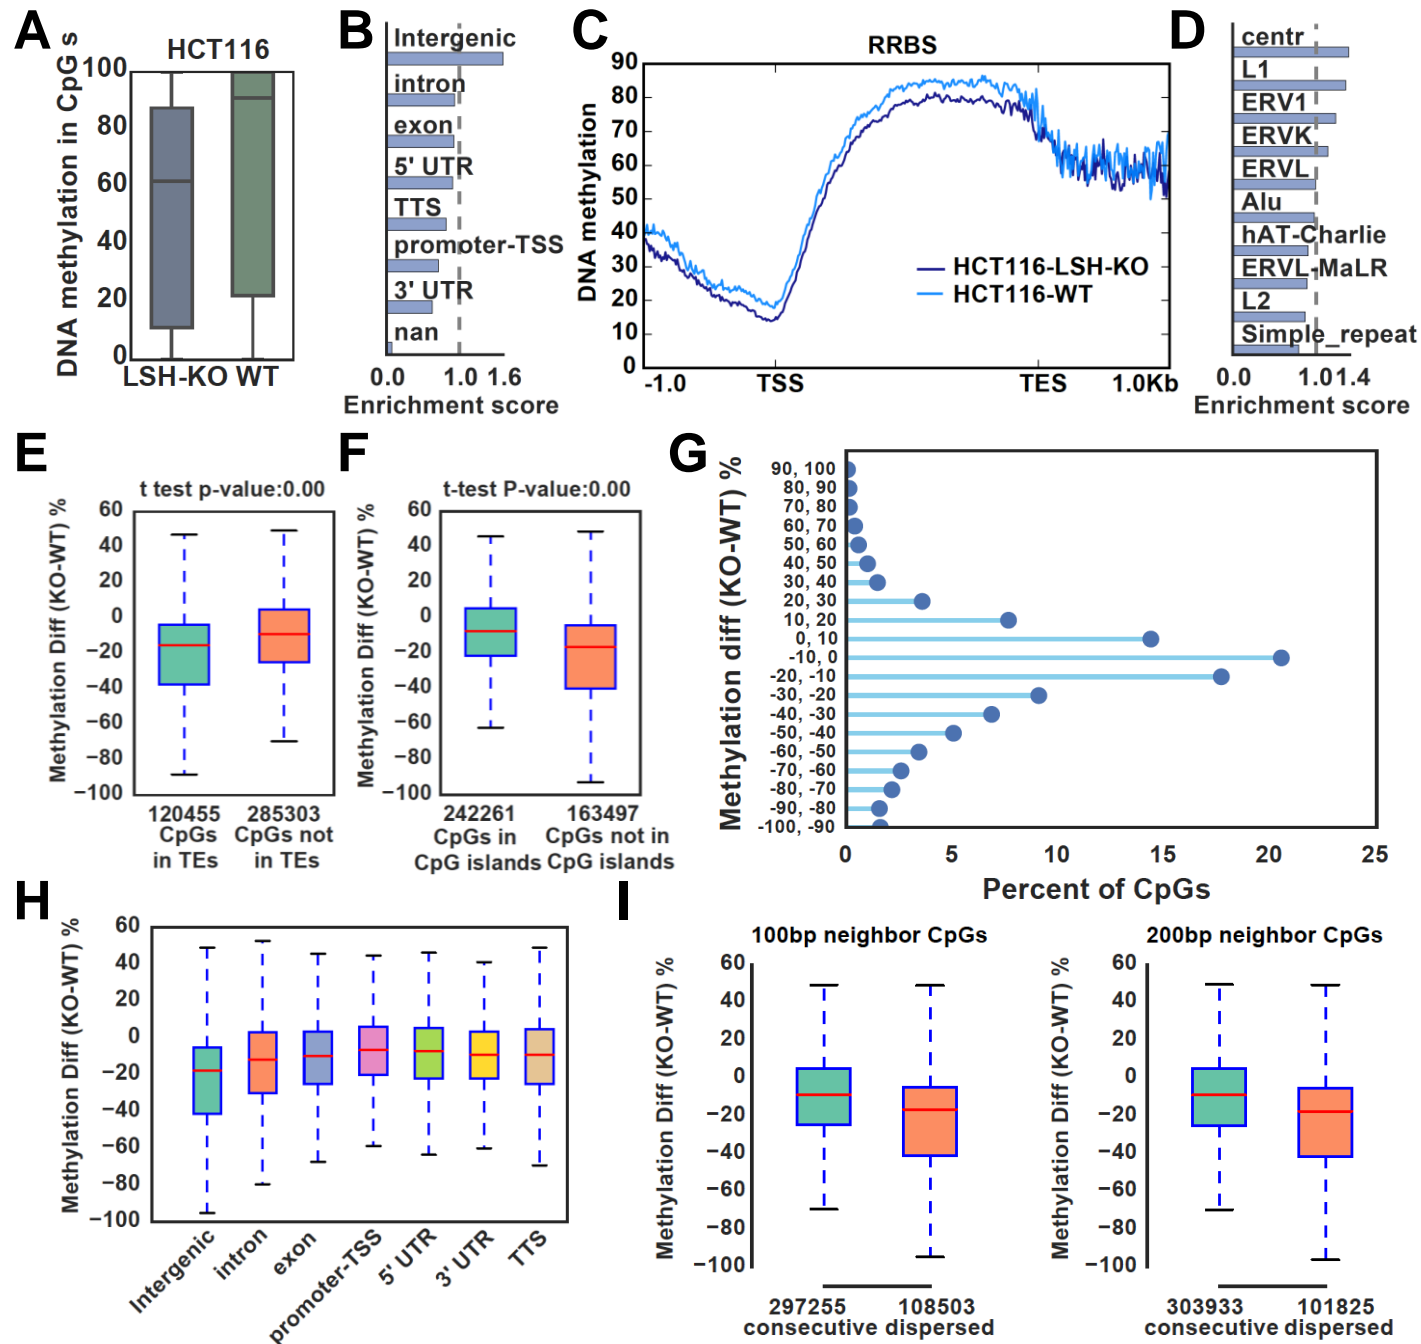 A
HCT116
DNA methylation in CpG s
100
80
60
40
20
0
LSH-KO WT
B
Intergenic
intron
exon
5' UTR
TTS
promoter-TSS
3' UTR
nan
0.0 1.0 1.6
Enrichment score
C
RRBS
DNA methylation
90
80
70
60
50
40
30
20
10
0
HCT116-LSH-KO
HCT116-WT
-1.0 TSS TES 1.0Kb
D
centr
L1
ERV1
ERVK
ERVL
Alu
hAT-Charlie
ERVL-MaLR
L2
Simple_repeat
0.0 1.0 1.4
Enrichment score
E
t test p-value:0.00
Methylation Diff (KO-WT) %
60
40
20
0
−20
−40
−60
−80
−100
120455 285303
CpGs CpGs not
in TEs in TEs
F
t-test P-value:0.00
Methylation Diff (KO-WT) %
60
40
20
0
−20
−40
−60
−80
−100
242261 163497
CpGs in CpGs not in
CpG islands CpG islands
G
Methylation diff (KO-WT) %
90, 100
80, 90
70, 80
60, 70
50, 60
40, 50
30, 40
20, 30
10, 20
0, 10
-10, 0
-20, -10
-30, -20
-40, -30
-50, -40
-60, -50
-70, -60
-80, -70
-90, -80
-100, -90
0 5 10 15 20 25
Percent of CpGs
H
Methylation Diff (KO-WT) %
60
40
20
0
−20
−40
−60
−80
−100
Intergenic
intron
exon
promoter-TSS
5' UTR
3' UTR
TTS
I
100bp neighbor CpGs
Methylation Diff (KO-WT) %
60
40
20
0
−20
−40
−60
−80
−100
297255 108503
consecutive dispersed
200bp neighbor CpGs
Methylation Diff (KO-WT) %
60
40
20
0
−20
−40
−60
−80
−100
303933 101825
consecutive dispersed